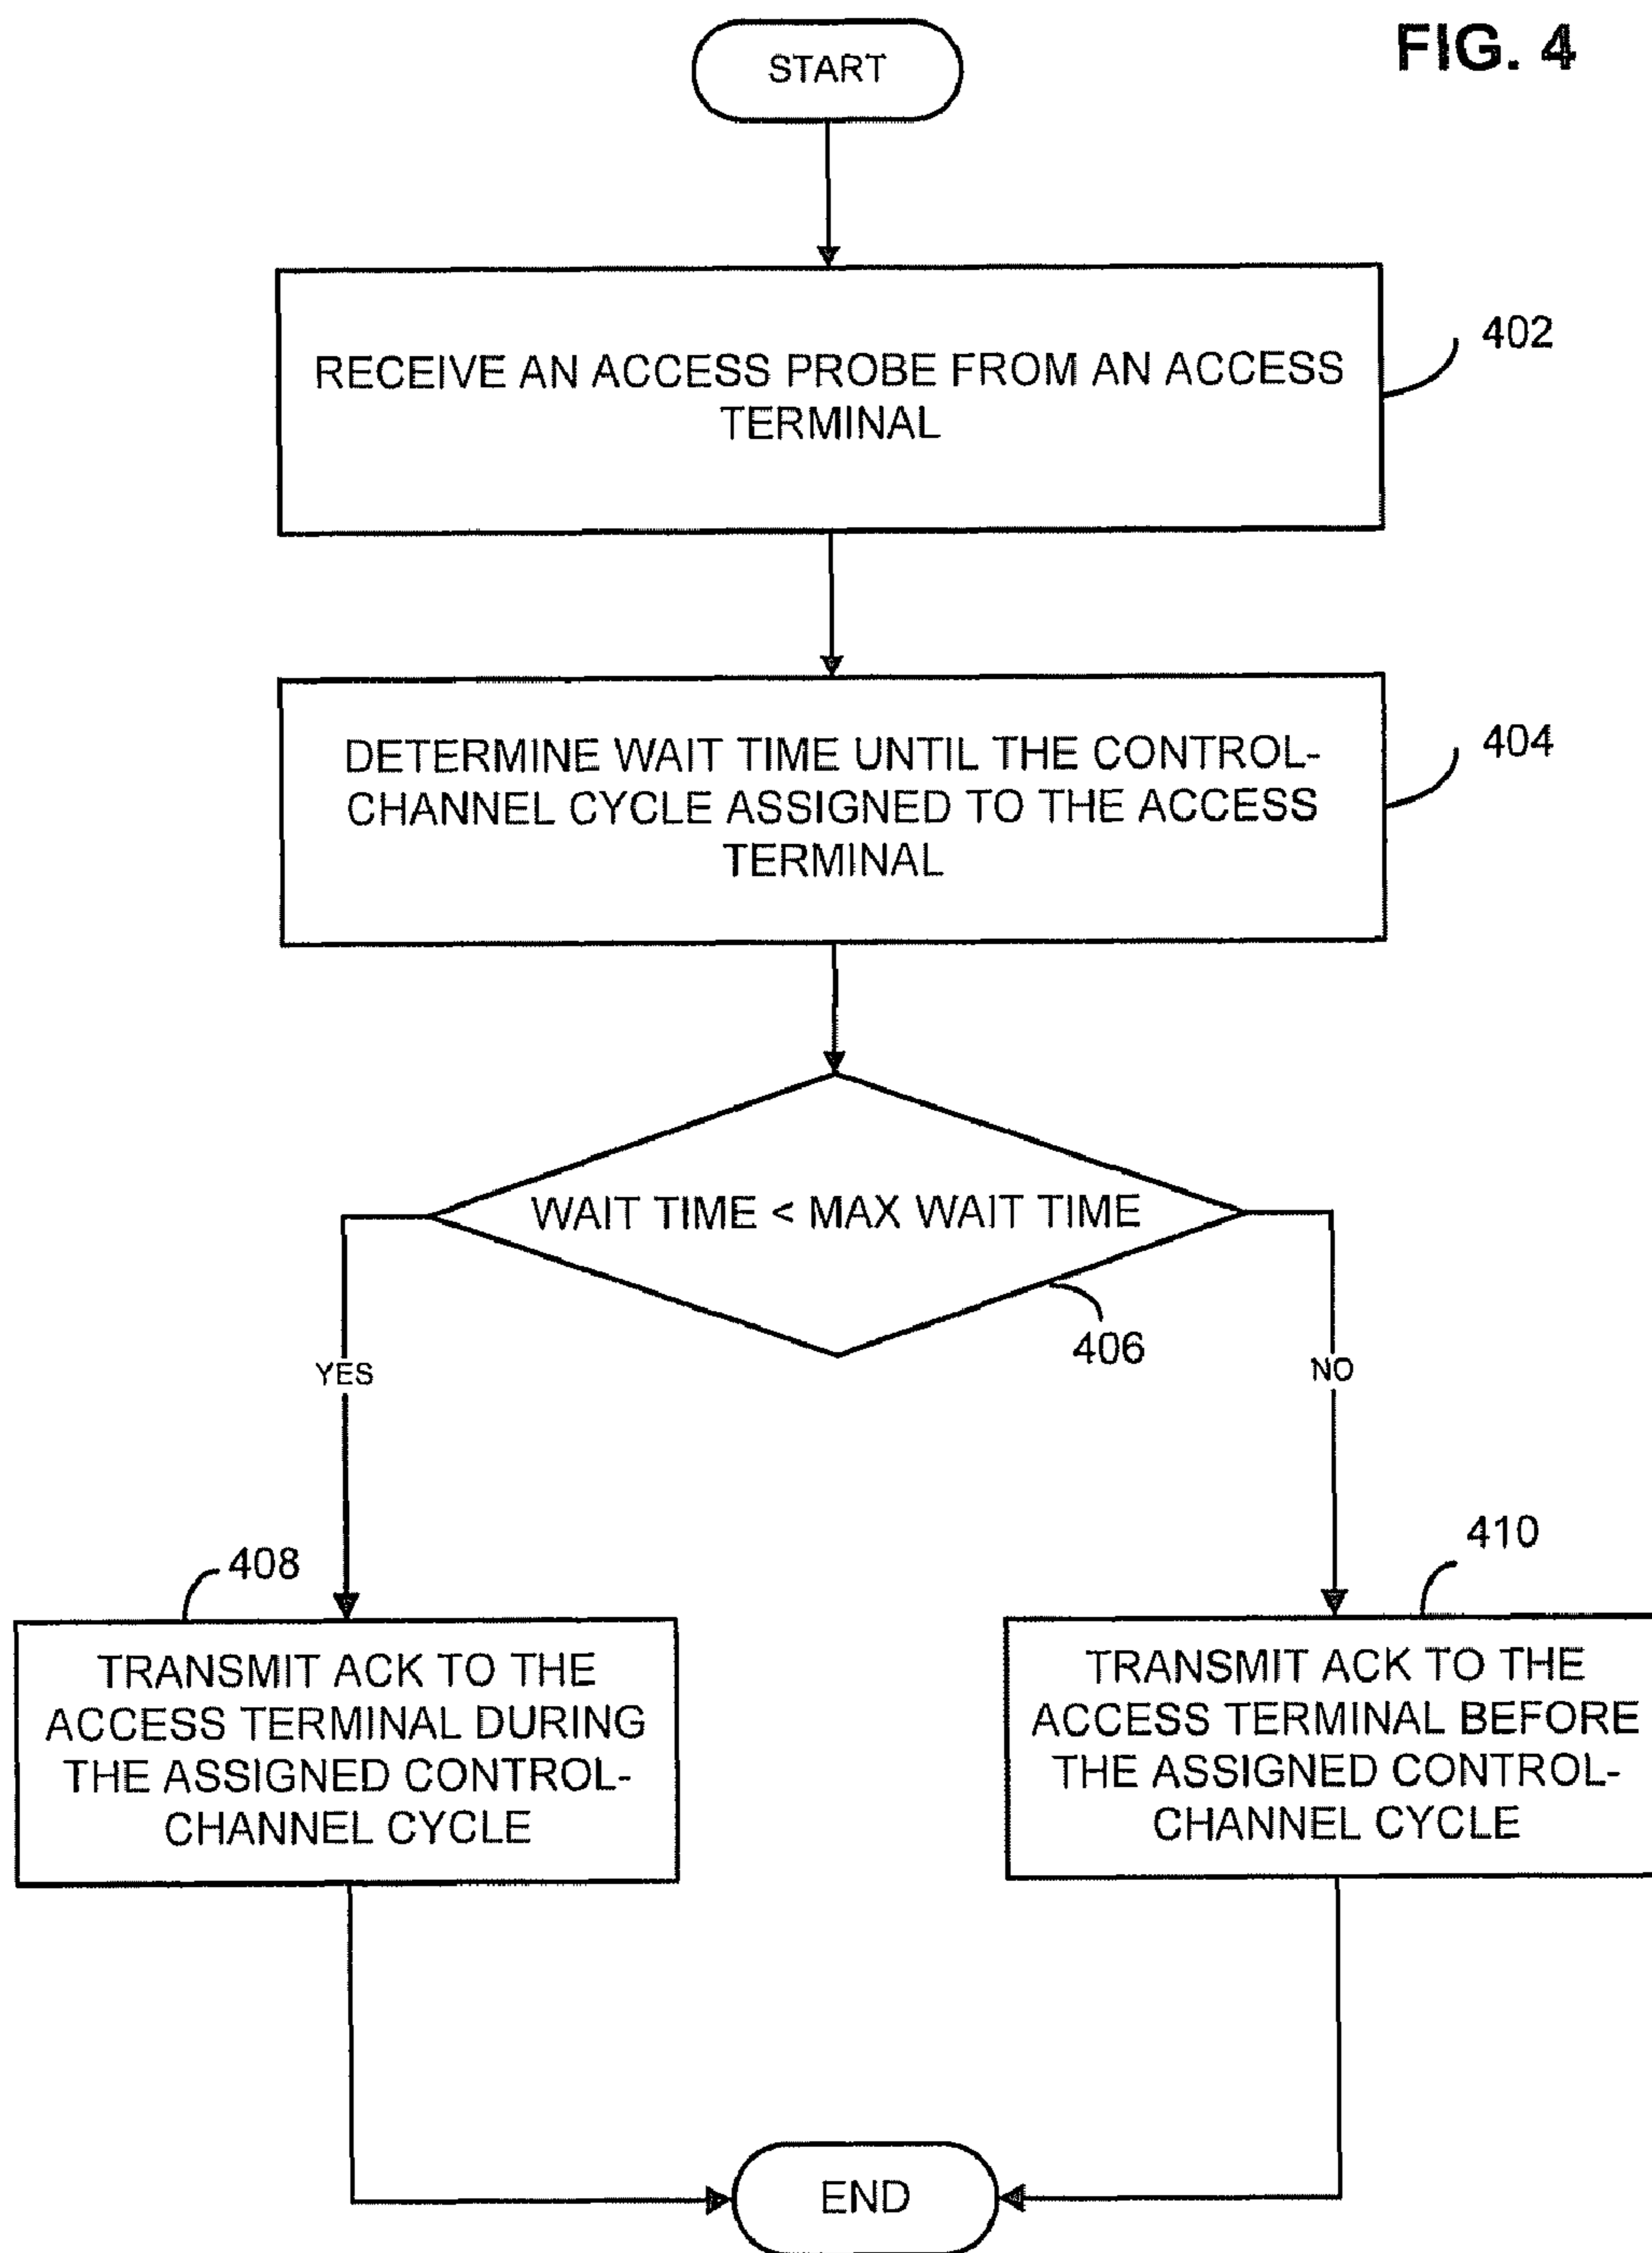 FIG. 4
START
RECEIVE AN ACCESS PROBE FROM AN ACCESS
TERMINAL
402
DETERMINE WAIT TIME UNTIL THE CONTROL-
CHANNEL CYCLE ASSIGNED TO THE ACCESS
TERMINAL
404
WAIT TIME < MAX WAIT TIME
406
YES
NO
408
410
TRANSMIT ACK TO THE
ACCESS TERMINAL DURING
THE ASSIGNED CONTROL-
CHANNEL CYCLE
TRANSMIT ACK TO THE
ACCESS TERMINAL BEFORE
THE ASSIGNED CONTROL-
CHANNEL CYCLE
END